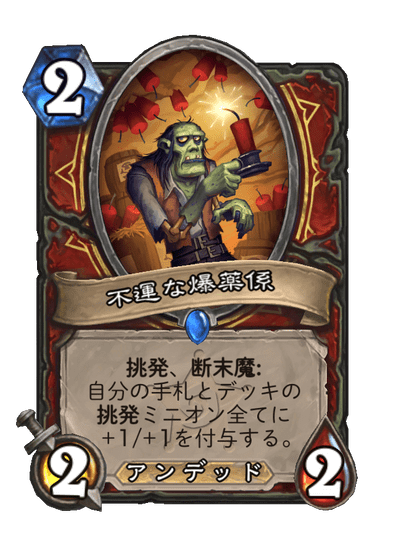 2
不運な爆薬係
挑発、断末魔:
自分の手札とデッキの
挑発ミニオン全てに
+1/+1を付与する。
2
アンデッド
2